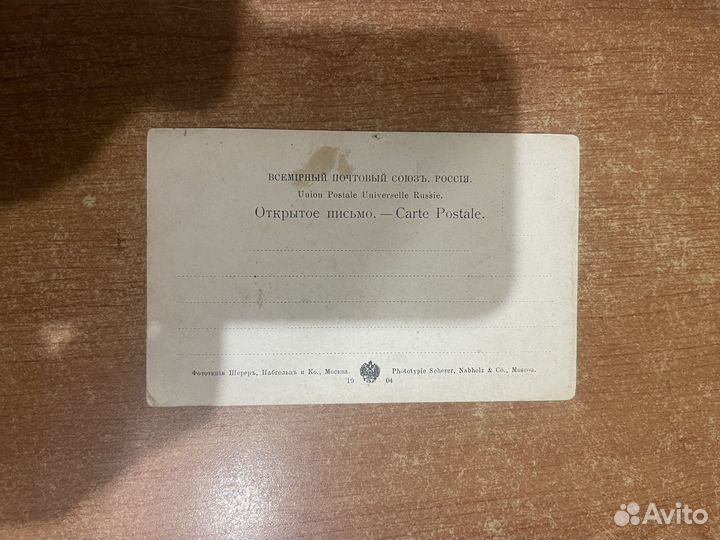 ВСЕМІРНЫЙ ПОЧТОВЫЙ СОЮЗЪ. РОССІЯ.
Union Postale Universelle Russie.
Открытое письмо. — Carte Postale.
Фототипія Шереръ, Набгольцъ и Ко., Москва. Phototypie Scherer, Nabholz & Co., Moscou.
19 04
Avito